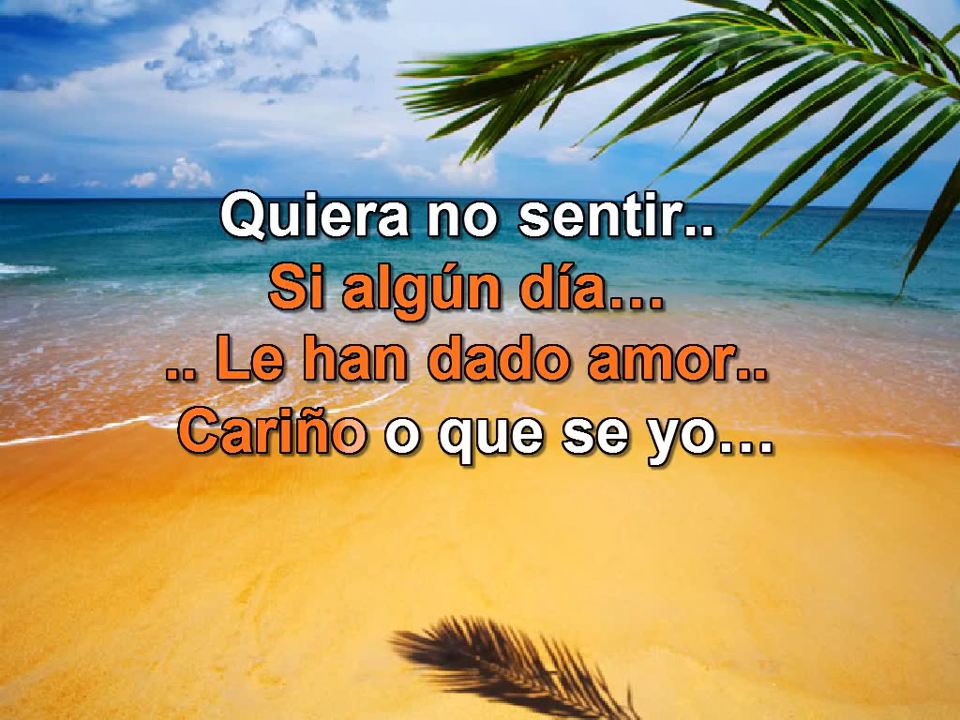 Quiera no sentir..
Si algún día...
.. Le han dado amor..
Cariño o que se yo...